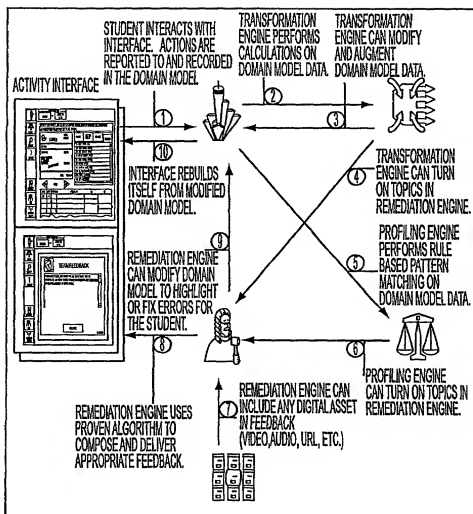 STUDENT INTERACTS WITH
INTERFACE. ACTIONS ARE
REPORTED TO AND RECORDED
IN THE DOMAIN MODEL.
TRANSFORMATION
ENGINE PERFORMS
CALCULATIONS ON
DOMAIN MODEL DATA.
TRANSFORMATION
ENGINE CAN MODIFY
AND AUGMENT
DOMAIN MODEL DATA.
ACTIVITY INTERFACE
1
2
3
10
INTERFACE REBUILDS
ITSELF FROM MODIFIED
DOMAIN MODEL.
4
TRANSFORMATION
ENGINE CAN TURN
ON TOPICS IN
REMEDIATION ENGINE.
9
5
PROFILING ENGINE
PERFORMS RULE
BASED PATTERN
MATCHING ON
DOMAIN MODEL DATA.
TEAM FEEDBACK
REMEDIATION ENGINE
CAN MODIFY DOMAIN
MODEL TO HIGHLIGHT
OR FIX ERRORS FOR
THE STUDENT.
8
6
PROFILING ENGINE
CAN TURN ON TOPICS IN
REMEDIATION ENGINE.
7
REMEDIATION ENGINE CAN
INCLUDE ANY DIGITAL ASSET
IN FEEDBACK
(VIDEO, AUDIO, URL, ETC.)
REMEDIATION ENGINE USES
PROVEN ALGORITHM TO
COMPOSE AND DELIVER
APPROPRIATE FEEDBACK.